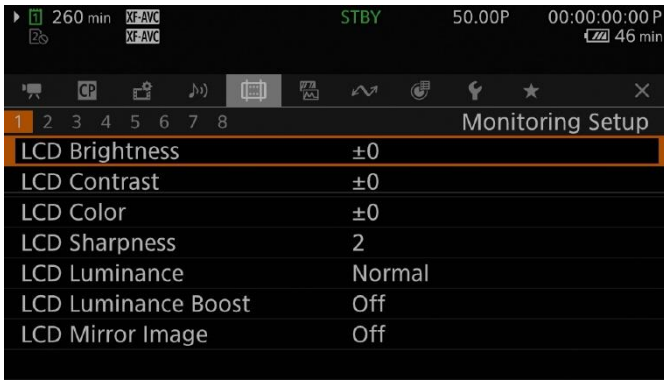 1 260 min XF-AVC STBY 50.00P 00:00:00:00 P
2 XF-AVC 46 min
CP
1 2 3 4 5 6 7 8 Monitoring Setup
LCD Brightness ±0
LCD Contrast ±0
LCD Color ±0
LCD Sharpness 2
LCD Luminance Normal
LCD Luminance Boost Off
LCD Mirror Image Off